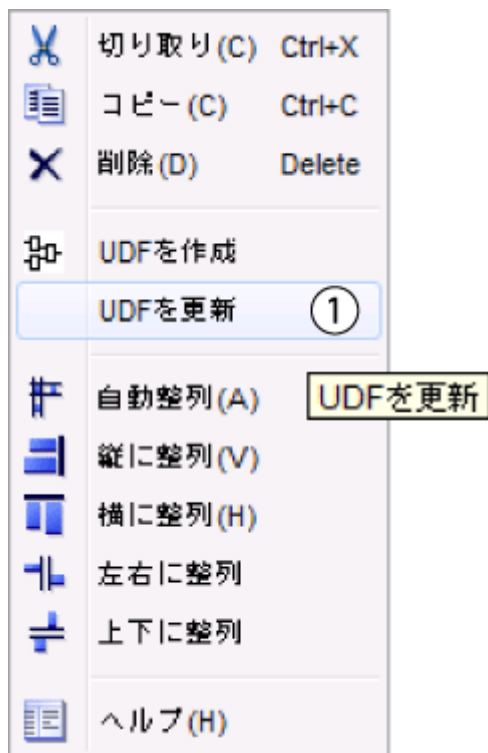 切り取り(C) Ctrl+X
コピー(C) Ctrl+C
削除(D) Delete
UDFを作成
UDFを更新 ①
UDFを更新
自動整列(A)
縦に整列(V)
横に整列(H)
左右に整列
上下に整列
ヘルプ(H)